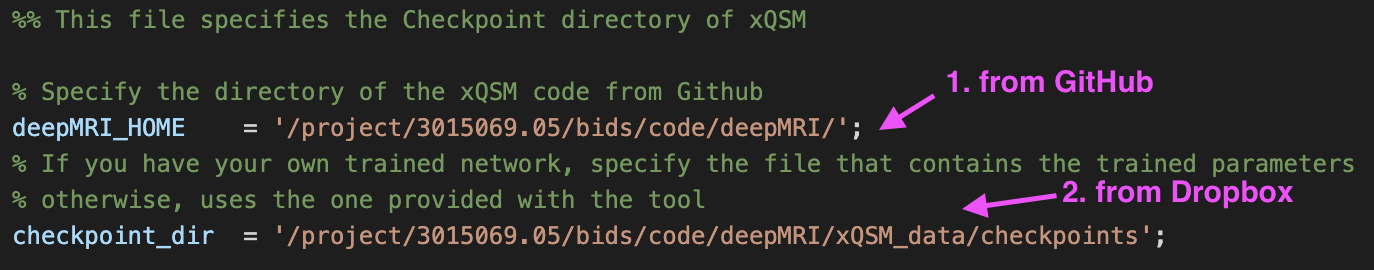 %% This file specifies the Checkpoint directory of xQSM
% Specify the directory of the xQSM code from Github
1. from GitHub
deepMRI_HOME    = '/project/3015069.05/bids/code/deepMRI/';
% If you have your own trained network, specify the file that contains the trained parameters
% otherwise, uses the one provided with the tool
2. from Dropbox
checkpoint_dir  = '/project/3015069.05/bids/code/deepMRI/xQSM_data/checkpoints';